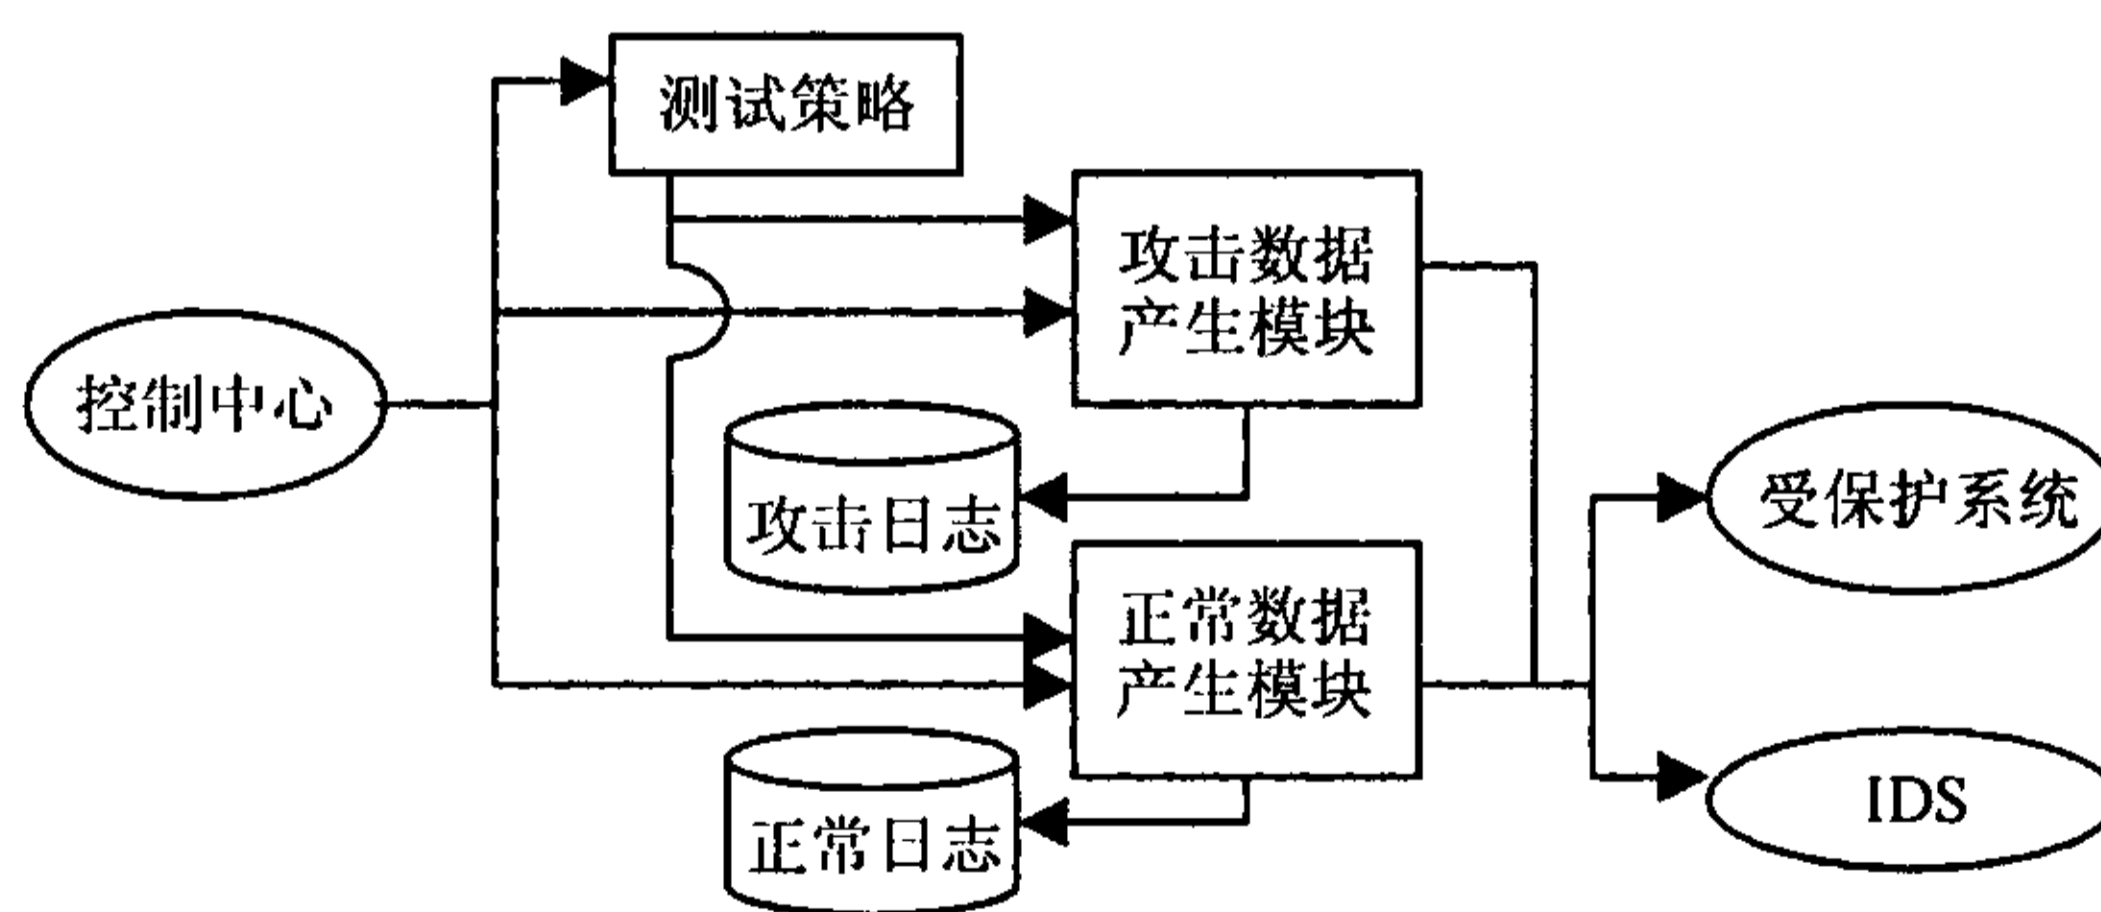 测试策略
攻击数据
产生模块
控制中心
攻击日志
受保护系统
正常数据
产生模块
正常日志
IDS